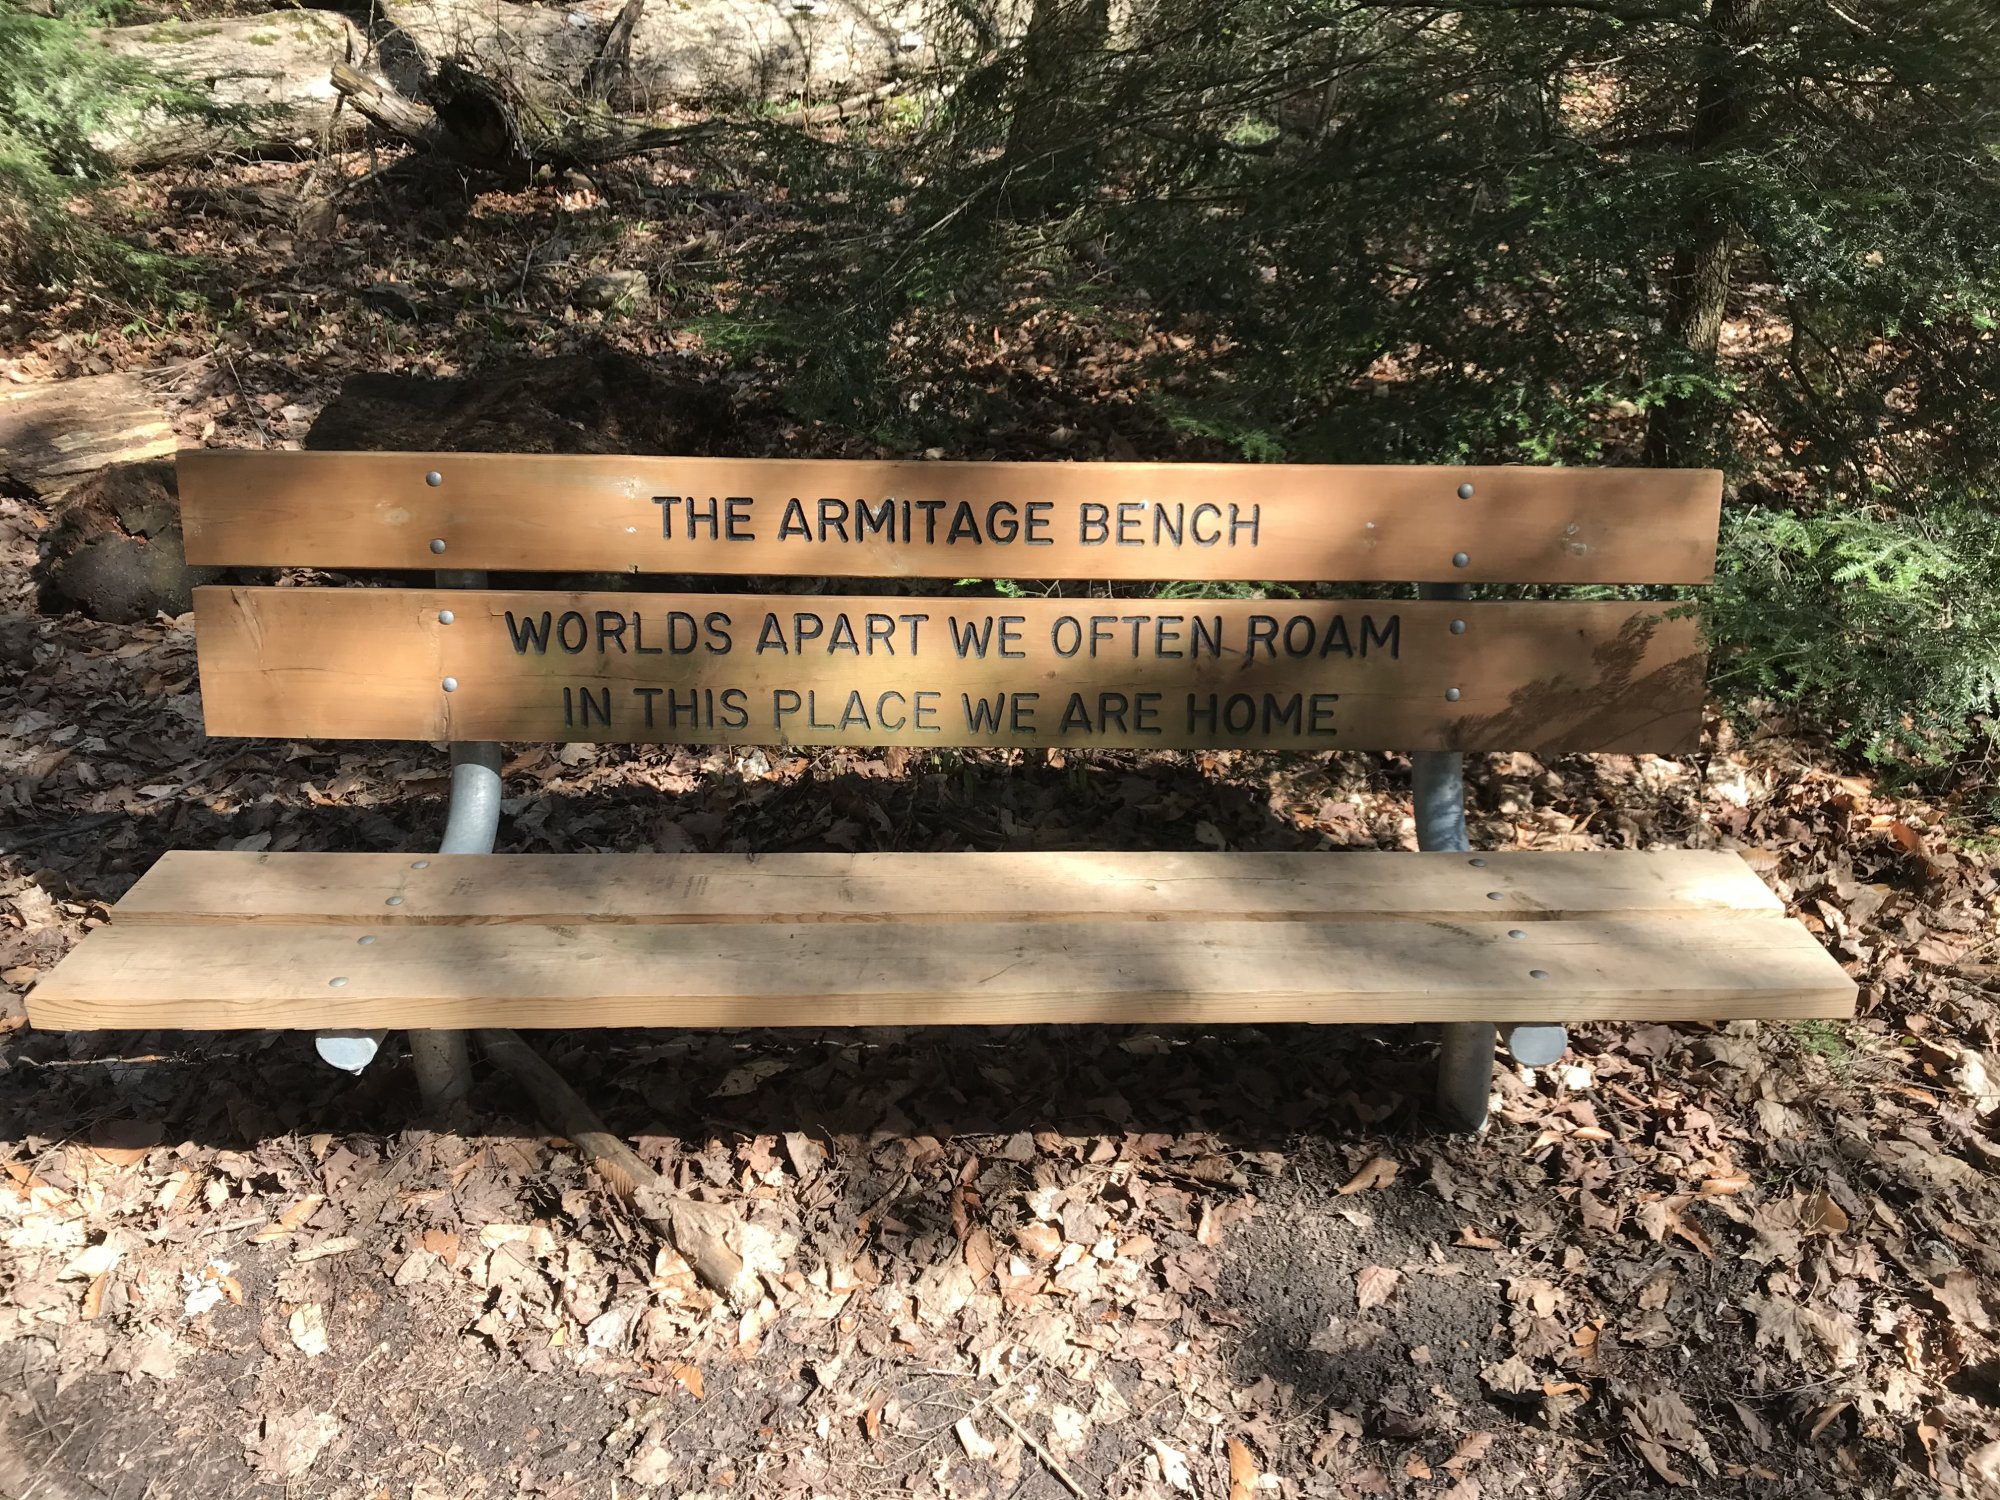 THE ARMITAGE BENCH
WORLDS APART WE OFTEN ROAM
IN THIS PLACE WE ARE HOME